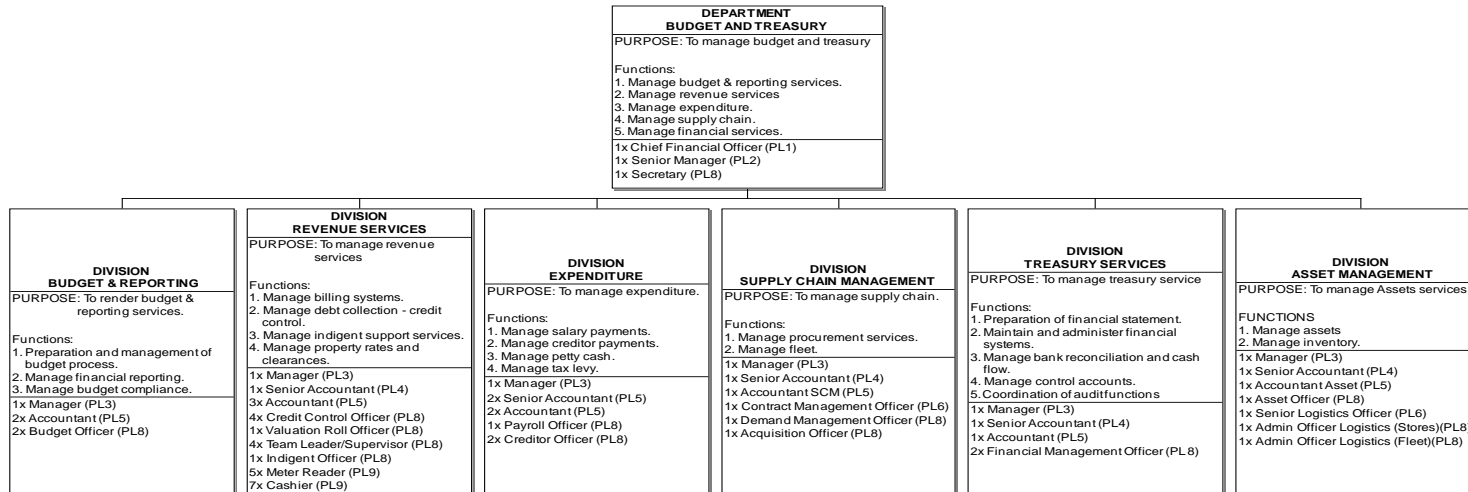 DEPARTMENT
BUDGET AND TREASURY
PURPOSE: To manage budget and treasury
Functions:
1. Manage budget & reporting services.
2. Manage revenue services
3. Manage expenditure.
4. Manage supply chain.
5. Manage financial services.
1x Chief Financial Officer (PL1)
1x Senior Manager (PL2)
1x Secretary (PL8)
DIVISION
BUDGET & REPORTING
PURPOSE: To render budget &
reporting services.
Functions:
1. Preparation and management of
budget process.
2. Manage financial reporting.
3. Manage budget compliance.
1x Manager (PL3)
2x Accountant (PL5)
2x Budget Officer (PL8)
DIVISION
REVENUE SERVICES
PURPOSE: To manage revenue
services
Functions:
1. Manage billing systems.
2. Manage debt collection - credit
control.
3. Manage indigent support services.
4. Manage property rates and
clearances.
1x Manager (PL3)
1x Senior Accountant (PL4)
3x Accountant (PL5)
4x Credit Control Officer (PL8)
1x Valuation Roll Officer (PL8)
4x Team Leader/Supervisor (PL8)
1x Indigent Officer (PL8)
5x Meter Reader (PL9)
7x Cashier (PL9)
DIVISION
EXPENDITURE
PURPOSE: To manage expenditure.
Functions:
1. Manage salary payments.
2. Manage creditor payments.
3. Manage petty cash.
4. Manage tax levy.
1x Manager (PL3)
2x Senior Accountant (PL5)
2x Accountant (PL5)
1x Payroll Officer (PL8)
2x Creditor Officer (PL8)
DIVISION
SUPPLY CHAIN MANAGEMENT
PURPOSE: To manage supply chain.
Functions:
1. Manage procurement services.
2. Manage fleet.
1x Manager (PL3)
1x Senior Accountant (PL4)
1x Accountant SCM (PL5)
1x Contract Management Officer (PL6)
1x Demand Management Officer (PL8)
1x Acquisition Officer (PL8)
DIVISION
TREASURY SERVICES
PURPOSE: To manage treasury service
Functions:
1. Preparation of financial statement.
2. Maintain and administer financial
systems.
3. Manage bank reconciliation and cash
flow.
4. Manage control accounts.
5. Coordination of audit functions
1x Manager (PL3)
1x Senior Accountant (PL4)
1x Accountant (PL5)
2x Financial Management Officer (PL8)
DIVISION
ASSET MANAGEMENT
PURPOSE: To manage Assets services
FUNCTIONS
1. Manage assets
2. Manage inventory.
1x Manager (PL3)
1x Senior Accountant (PL4)
1x Accountant Asset (PL5)
1x Asset Officer (PL8)
1x Senior Logistics Officer (PL6)
1x Admin Officer Logistics (Stores)(PL8)
1x Admin Officer Logistics (Fleet)(PL8)